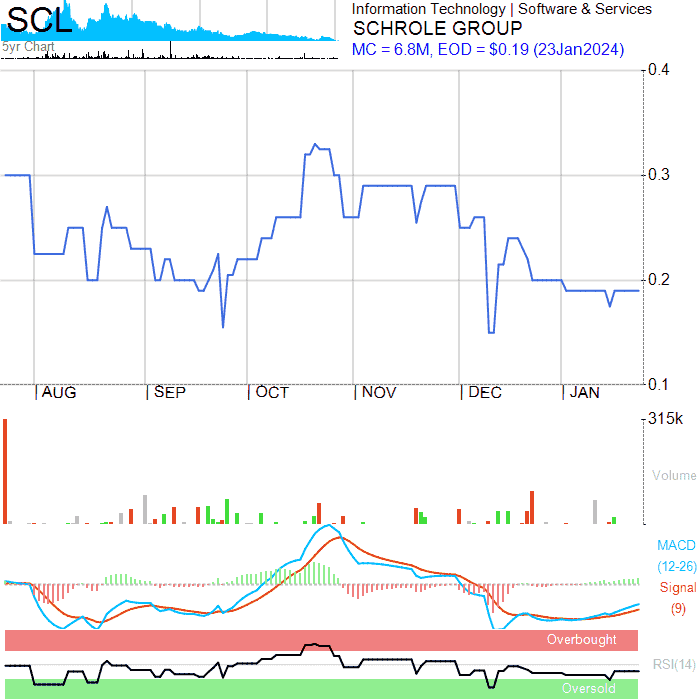 SCL
5yr Chart
Information Technology | Software & Services
SCHROLE GROUP
MC = 6.8M, EOD = $0.19 (23Jan2024)
0.4
0.3
0.2
0.1
AUG
SEP
OCT
NOV
DEC
JAN
315k
Volume
MACD
(12-26)
Signal
(9)
Overbought
RSI(14)
Oversold